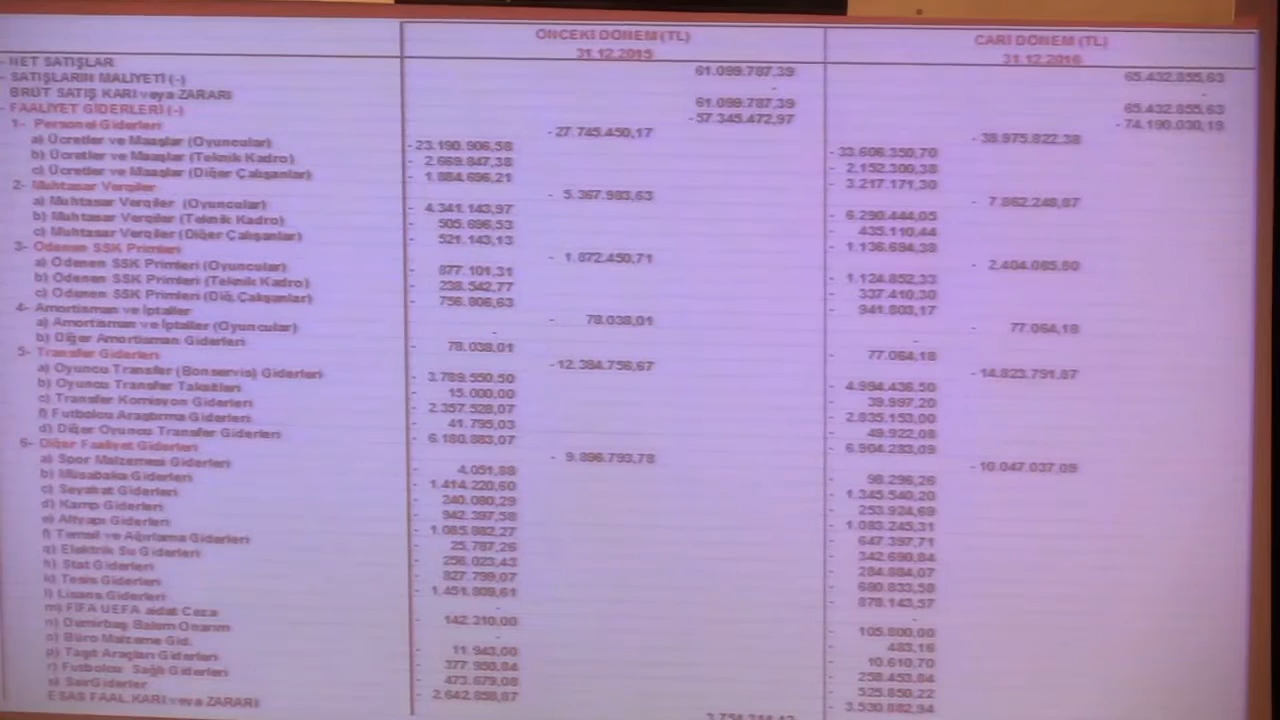 ÖNCEKİ DÖNEM (TL) CARİ DÖNEM (TL)
31.12.2015 31.12.2016
- NET SATIŞLAR 61.099.787,39 65.432.855,63
- SATIŞLARIN MALİYETİ (-) - -
BRÜT SATIŞ KARI veya ZARARI 61.099.787,39 65.432.855,63
- FAALİYET GİDERLERİ (-) - 57.345.472,97 - 74.190.030,19
1- Personel Giderleri - 27.745.450,17 - 38.975.822,38
a) Ücretler ve Maaşlar (Oyuncular) - 23.190.906,58 - 33.606.350,70
b) Ücretler ve Maaşlar (Teknik Kadro) - 2.669.847,38 - 2.152.300,38
c) Ücretler ve Maaşlar (Diğer Çalışanlar) - 1.884.696,21 - 3.217.171,30
2- Muhtasar Vergiler - 5.367.983,63 - 7.862.248,87
a) Muhtasar Vergiler (Oyuncular) - 4.341.143,97 - 6.290.444,05
b) Muhtasar Vergiler (Teknik Kadro) - 505.696,53 - 435.110,44
c) Muhtasar Vergiler (Diğer Çalışanlar) - 521.143,13 - 1.136.694,38
3- Ödenen SSK Primleri - 1.872.450,71 - 2.404.065,80
a) Ödenen SSK Primleri (Oyuncular) - 877.101,31 - 1.124.852,33
b) Ödenen SSK Primleri (Teknik Kadro) - 238.542,77 - 337.410,30
c) Ödenen SSK Primleri (Diğ.Çalışanlar) - 756.806,63 - 941.803,17
4- Amortisman ve İptaller - 78.038,01 - 77.064,18
a) Amortisman ve İptaller (Oyuncular) - -
b) Diğer Amortisman Giderleri - 78.038,01 - 77.064,18
5- Transfer Giderleri - 12.384.756,67 - 14.823.791,87
a) Oyuncu Transfer (Bonservis) Giderleri - 3.789.550,50 - 4.994.436,50
b) Oyuncu Transfer Taksitleri - 15.000,00 - 39.997,20
c) Transfer Komisyon Giderleri - 2.357.528,07 - 2.835.153,00
f) Futbolcu Araştırma Giderleri - 41.795,03 - 49.922,08
d) Diğer Oyuncu Transfer Giderleri - 6.180.883,07 - 6.904.283,09
6- Diğer Faaliyet Giderleri - 9.896.793,78 - 10.047.037,09
a) Spor Malzemesi Giderleri - 4.051,88 - 98.296,26
b) Müsabaka Giderleri - 1.414.220,60 - 1.345.540,20
c) Seyahat Giderleri - 240.080,29 - 253.924,69
d) Kamp Giderleri - 942.397,58 - 1.083.245,31
e) Altyapı Giderleri - 1.085.882,27 - 647.397,71
f) Temsil ve Ağırlama Giderleri - 25.787,26 - 342.690,84
g) Elektrik Su Giderleri - 256.023,43 - 284.884,07
h) Stat Giderleri - 827.799,07 - 680.833,58
k) Tesis Giderleri - 1.451.809,61 - 878.143,57
l) Lisans Giderleri - -
m) FİFA UEFA aidat Ceza - 142.310,00 - 105.800,00
n) Demirbaş Bakım Onarım - - 483,16
o) Büro Malzeme Gid. - 11.943,00 - 10.610,70
p) Taşıt Araçları Giderleri - 377.950,84 - 258.453,84
r) Futbolcu Sağlı Giderleri - 473.679,08 - 525.850,22
s) Sair Giderler - 2.642.858,87 - 3.530.882,94
ESAS FAAL.KARI veya ZARARI